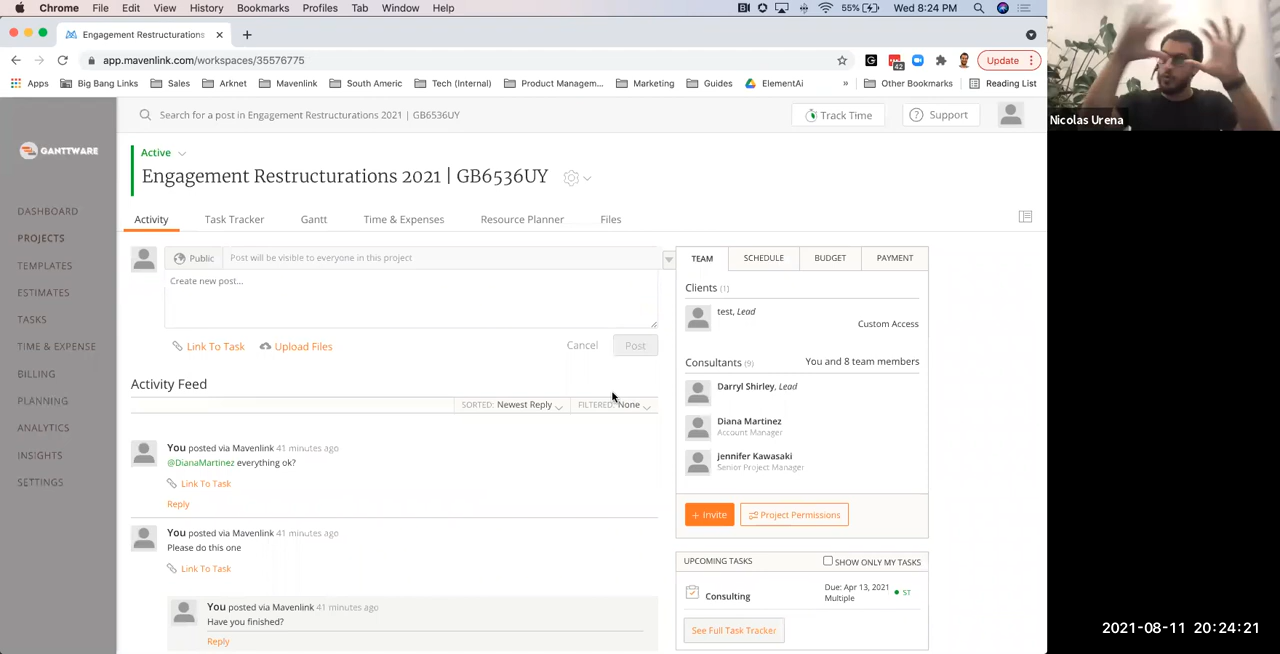 Chrome File Edit View History Bookmarks Profiles Tab Window Help 55% Wed 8:24 PM
Engagement Restructurations
app.mavenlink.com/workspaces/35576775 42 Update
Apps Big Bang Links Sales Arknet Mavenlink South Americ Tech (Internal) Product Managem... Marketing Guides ElementAi » Other Bookmarks Reading List
Nicolas Urena
Search for a post in Engagement Restructurations 2021 | GB6536UY Track Time Support
GANTTWARE
Active
Engagement Restructurations 2021 | GB6536UY
Activity Task Tracker Gantt Time & Expenses Resource Planner Files
DASHBOARD
PROJECTS
TEMPLATES
ESTIMATES
TASKS
TIME & EXPENSE
BILLING
PLANNING
ANALYTICS
INSIGHTS
SETTINGS
Public Post will be visible to everyone in this project
Create new post...
Link To Task Upload Files Cancel Post
Activity Feed
SORTED: Newest Reply FILTERED: None
You posted via Mavenlink 41 minutes ago
@DianaMartinez everything ok?
Link To Task
Reply
You posted via Mavenlink 41 minutes ago
Please do this one
Link To Task
You posted via Mavenlink 41 minutes ago
Have you finished?
Reply
TEAM SCHEDULE BUDGET PAYMENT
Clients (1)
test, Lead
Custom Access
Consultants (9) You and 8 team members
Darryl Shirley, Lead
Diana Martinez
Account Manager
Jennifer Kawasaki
Senior Project Manager
+ Invite Project Permissions
UPCOMING TASKS SHOW ONLY MY TASKS
Consulting Due: Apr 13, 2021 ST
Multiple
See Full Task Tracker
2021-08-11 20:24:21